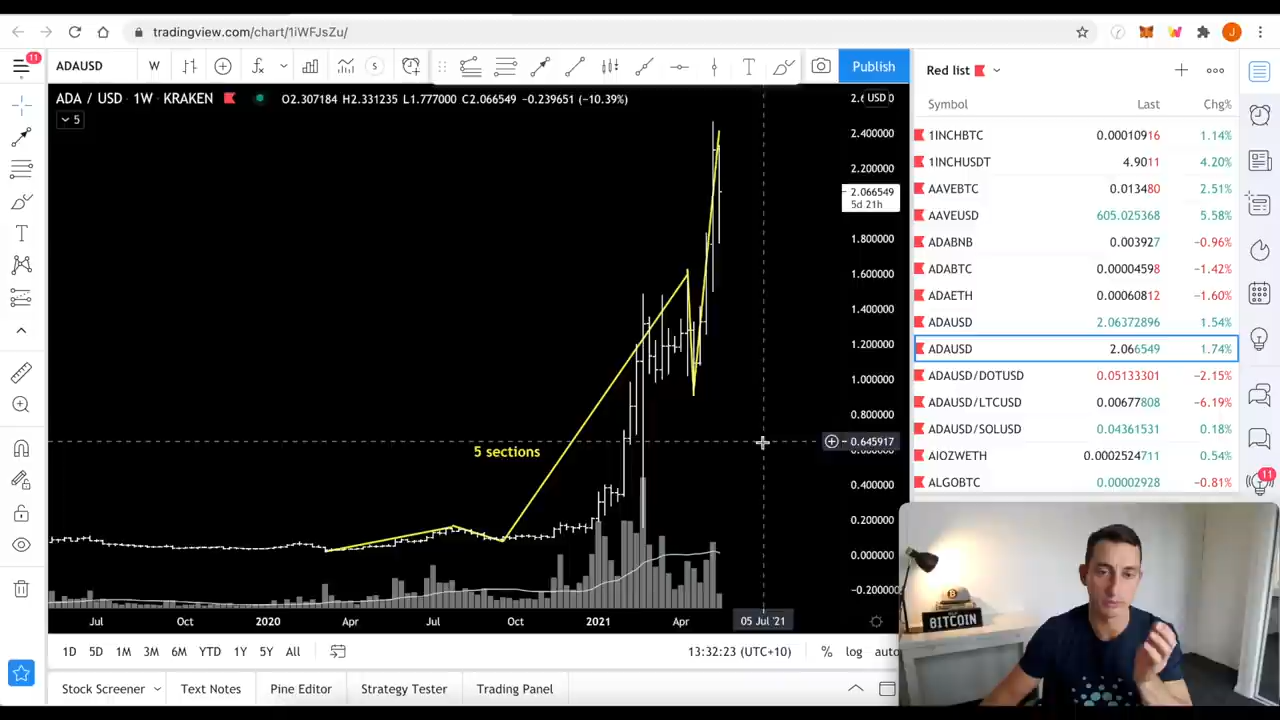 tradingview.com/chart/1iWFJsZu/
11
ADAUSD
W
5
T
Publish
Red list
ADA / USD · 1W · KRAKEN
O2.307184 H2.331235 L1.777000 C2.066549 −0.239651 (−10.39%)
5
USD
Symbol Last Chg%
1INCHBTC 0.00010916 1.14%
1INCHUSDT 4.9011 4.20%
AAVEBTC 0.013480 2.51%
AAVEUSD 605.025368 5.58%
ADABNB 0.003927 −0.96%
ADABTC 0.00004598 −1.42%
ADAETH 0.00060812 −1.60%
ADAUSD 2.06372896 1.54%
ADAUSD 2.066549 1.74%
ADAUSD/DOTUSD 0.05133301 −2.15%
ADAUSD/LTCUSD 0.00677808 −6.19%
ADAUSD/SOLUSD 0.04361531 0.18%
AIOZWETH 0.0002524711 0.54%
ALGOBTC 0.00002928 −0.81%
11
2.400000
2.200000
2.066549
5d 21h
1.800000
1.600000
1.400000
1.200000
1.000000
0.800000
0.645917
0.400000
0.200000
0.000000
−0.200000
5 sections
Jul 2020 Apr Jul Oct 2021 Apr 05 Jul '21
1D 5D 1M 3M 6M YTD 1Y 5Y All
13:32:23 (UTC+10) % log auto
Stock Screener Text Notes Pine Editor Strategy Tester Trading Panel
BITCOIN